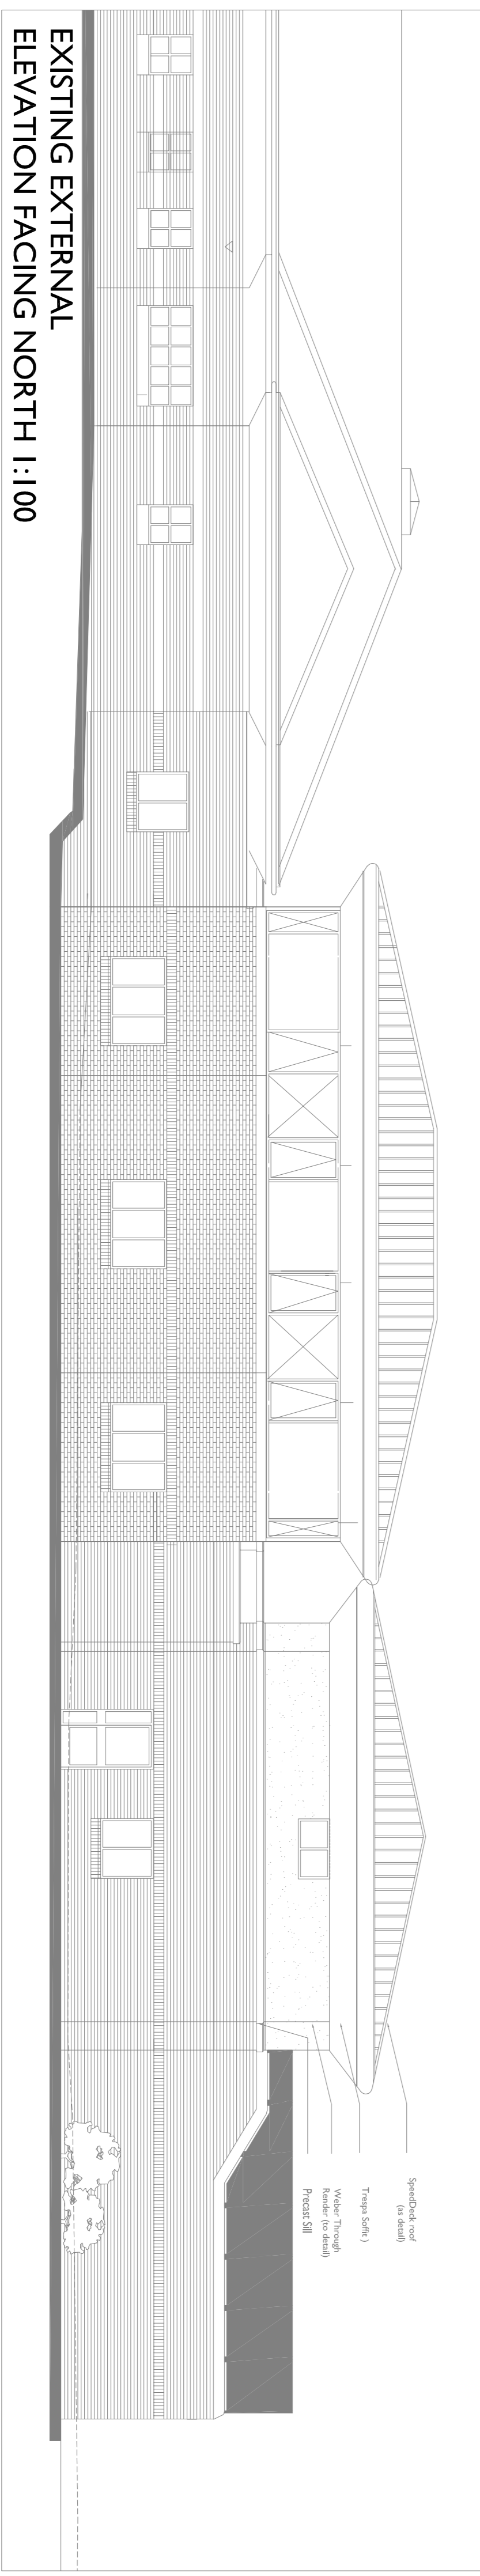 EXISTING EXTERNAL
ELEVATION FACING NORTH 1:100
SpeedDeck roof
(as detail)
Trespa Soffit )
Weber Through
Render (to detail)
Precast Sill